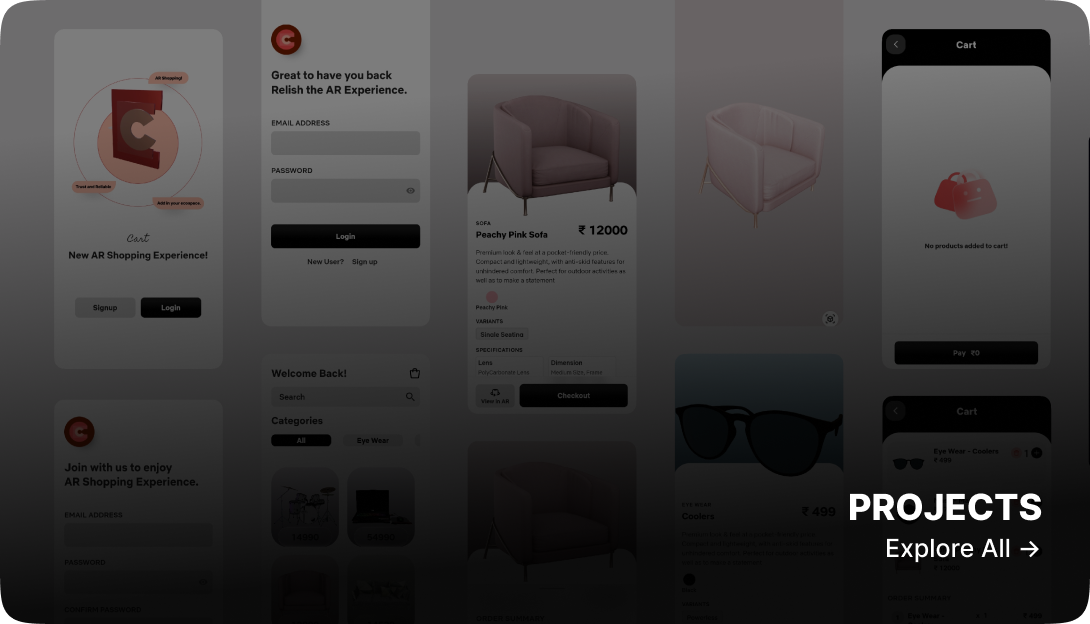 AR Shopping!
Trust and Reliable
Add in your company.
Cart
New AR Shopping Experience!
Signup
Login
Join with us to enjoy
AR Shopping Experience.
EMAIL ADDRESS
PASSWORD
CONFIRM PASSWORD
Great to have you back
Relish the AR Experience.
EMAIL ADDRESS
PASSWORD
Login
New User? Sign up
Welcome Back!
Search
Categories
All
Eye Wear
SOFA
Peachy Pink Sofa
₹ 12000
Premium look & feel at a pocket-friendly price.
Compact and lightweight, with anti-skid features for
unhindered comfort. Perfect for outdoor activities as
well as to make a statement
Peachy Pink
VARIANTS
Single Seating
SPECIFICATIONS
Lens
PolyCarbonate Lens
Dimension
Medium Size, Frame
View in AR
Checkout
EYE WEAR
Coolers
₹ 499
Cart
No products added to cart!
Pay ₹0
Cart
Eye Wear - Coolers
₹ 499
1
PROJECTS
Explore All →